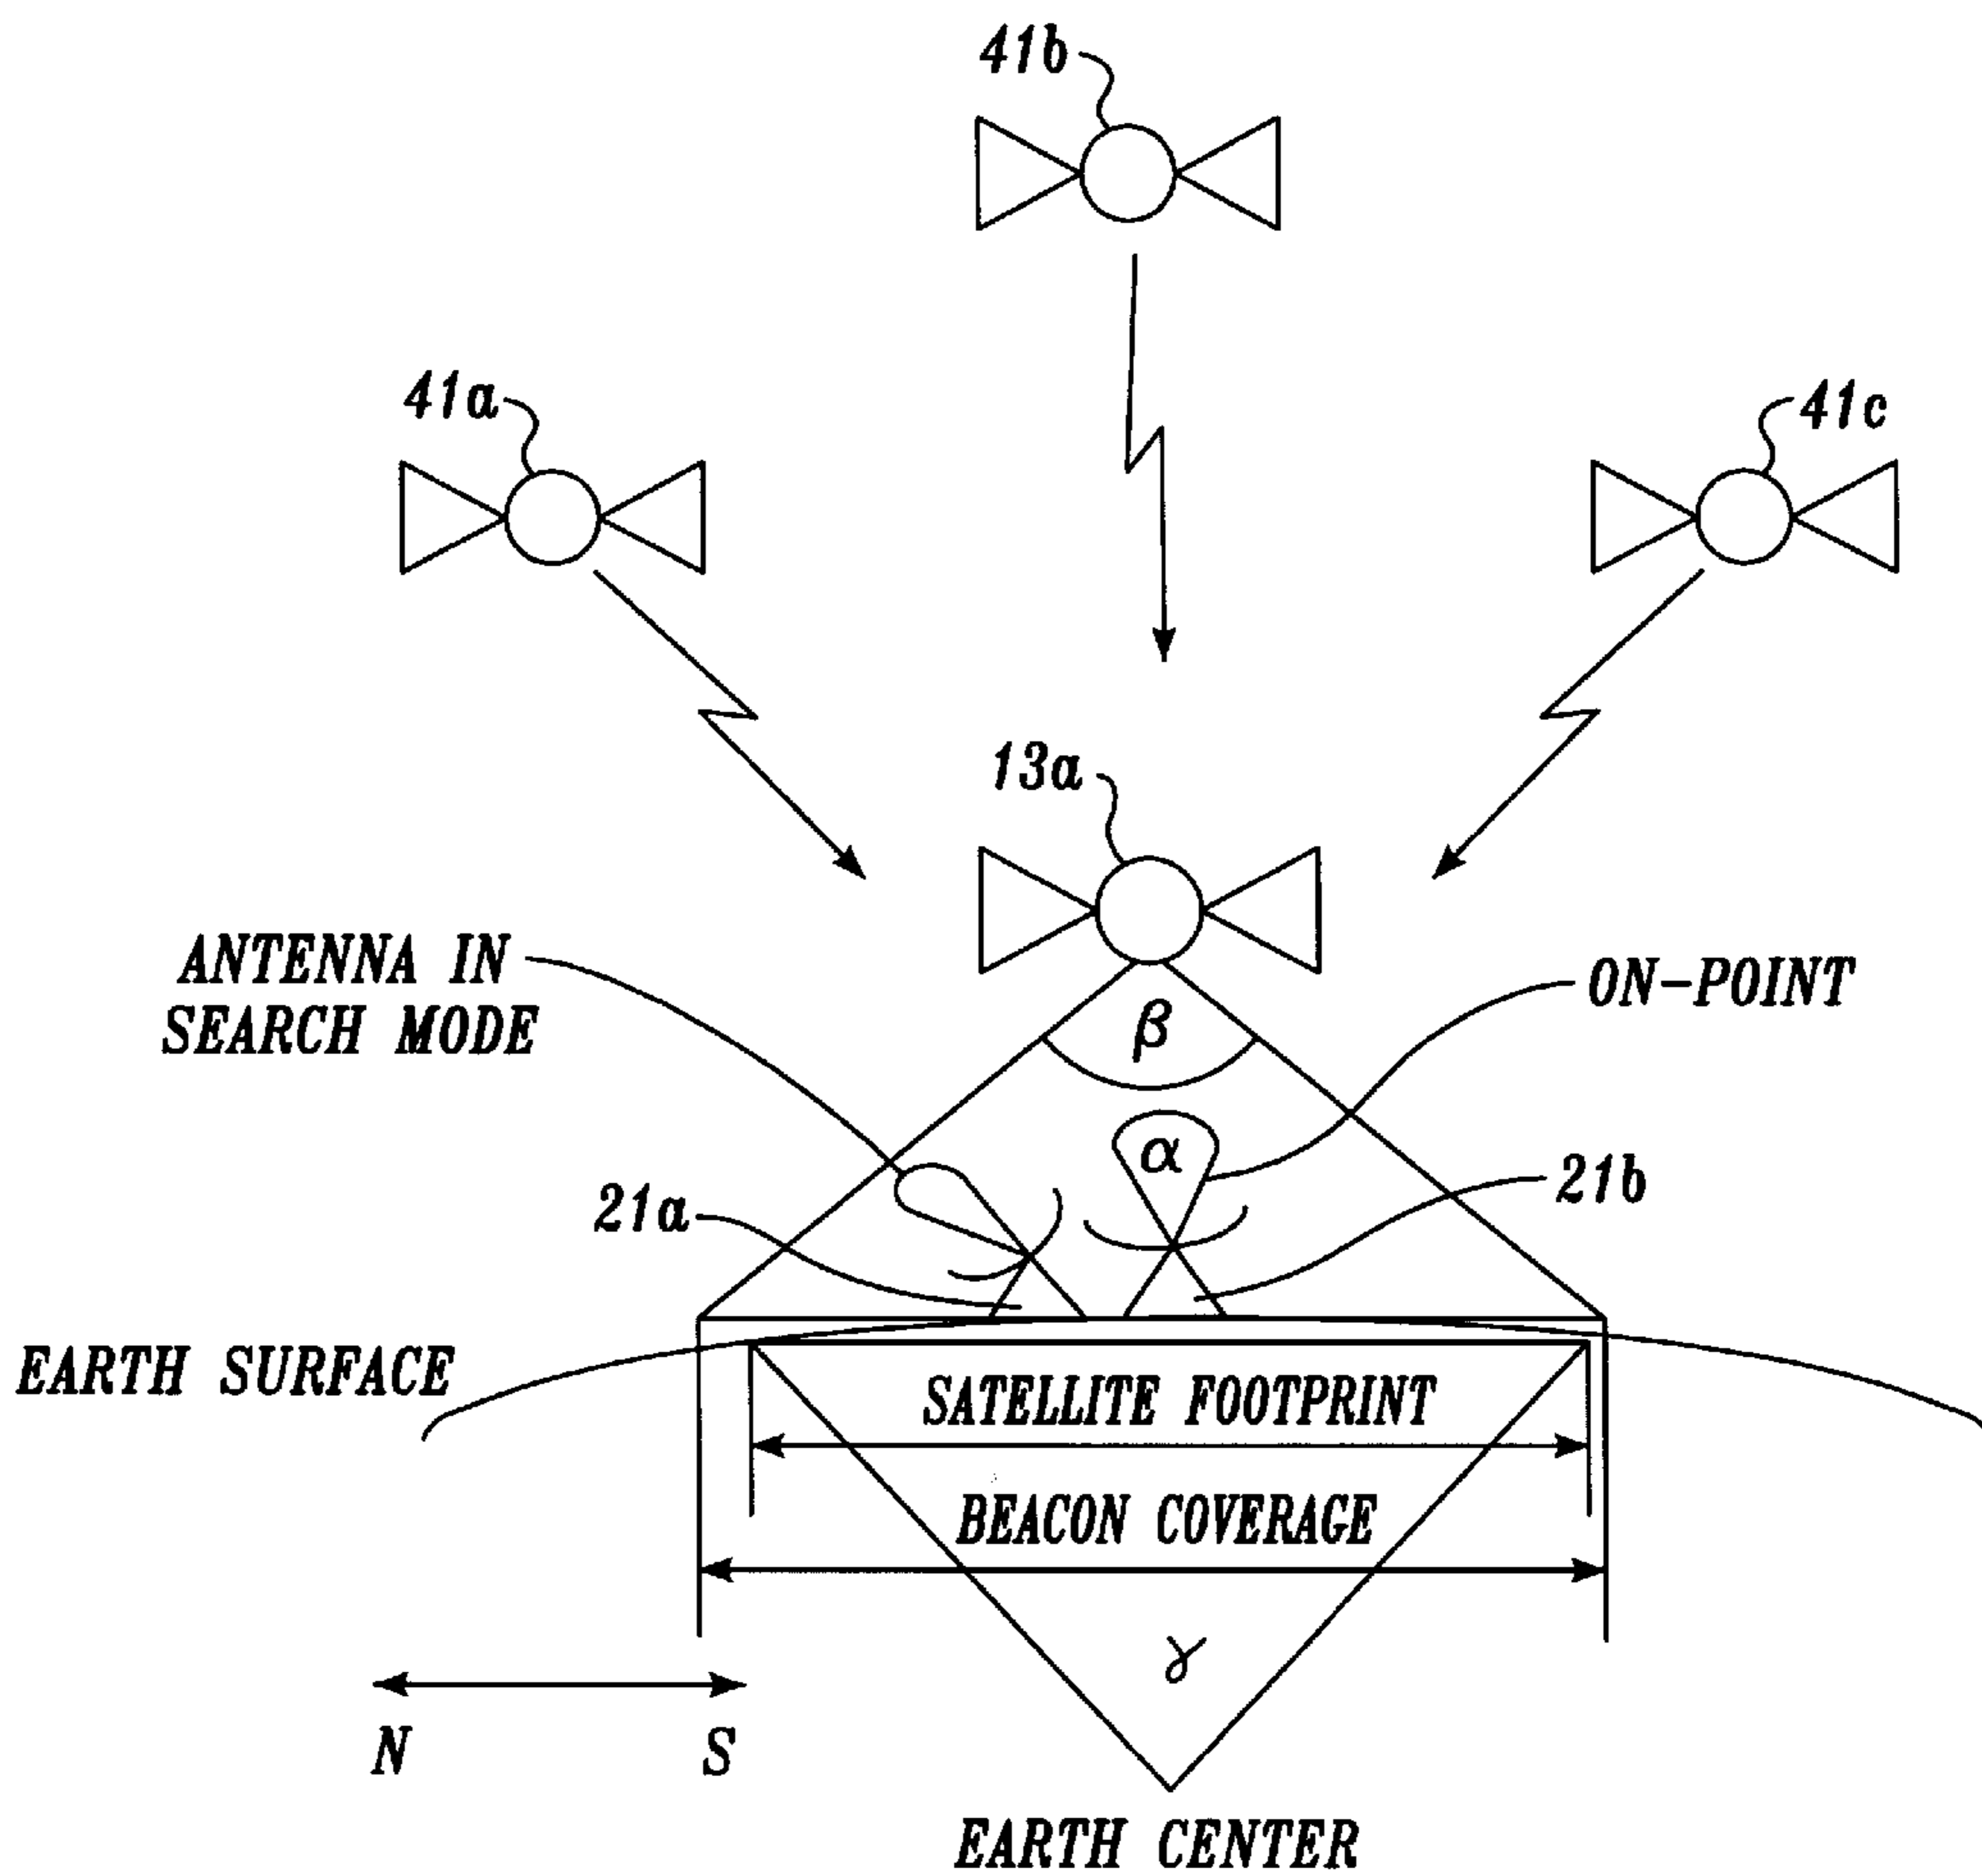 41b
41a
41c
13a
ANTENNA IN
SEARCH MODE
ON-POINT
β
α
21a
21b
EARTH SURFACE
SATELLITE FOOTPRINT
BEACON COVERAGE
γ
N S
EARTH CENTER